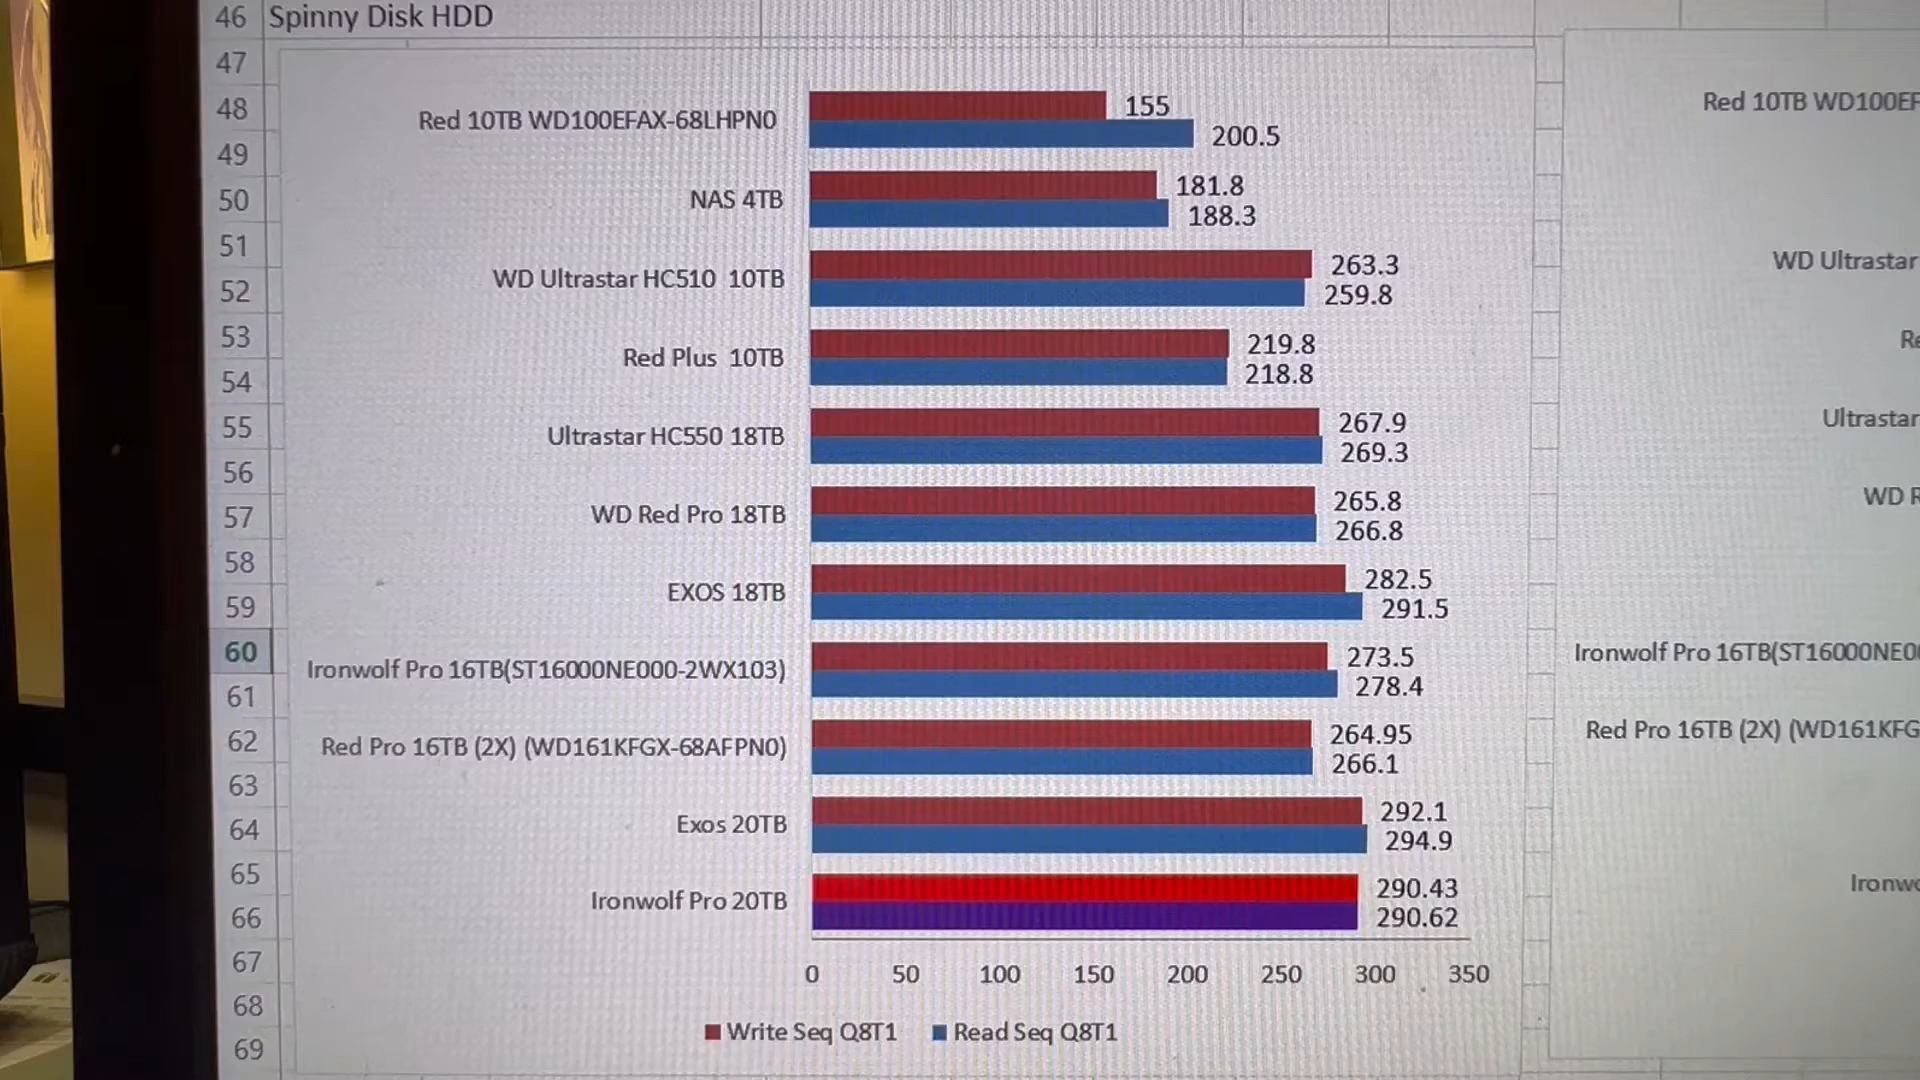 46 Spinny Disk HDD
47
48
49
50
51
52
53
54
55
56
57
58
59
60
61
62
63
64
65
66
67
68
69
Red 10TB WD100EFAX-68LHPN0 155
200.5
NAS 4TB 181.8
188.3
WD Ultrastar HC510 10TB 263.3
259.8
Red Plus 10TB 219.8
218.8
Ultrastar HC550 18TB 267.9
269.3
WD Red Pro 18TB 265.8
266.8
EXOS 18TB 282.5
291.5
Ironwolf Pro 16TB(ST16000NE000-2WX103) 273.5
278.4
Red Pro 16TB (2X) (WD161KFGX-68AFPN0) 264.95
266.1
Exos 20TB 292.1
294.9
Ironwolf Pro 20TB 290.43
290.62
0 50 100 150 200 250 300 350
Write Seq Q8T1 Read Seq Q8T1
Red 10TB WD100EF
WD Ultrastar
Re
Ultrastar
WD R
Ironwolf Pro 16TB(ST16000NE0
Red Pro 16TB (2X) (WD161KFG
Ironwo